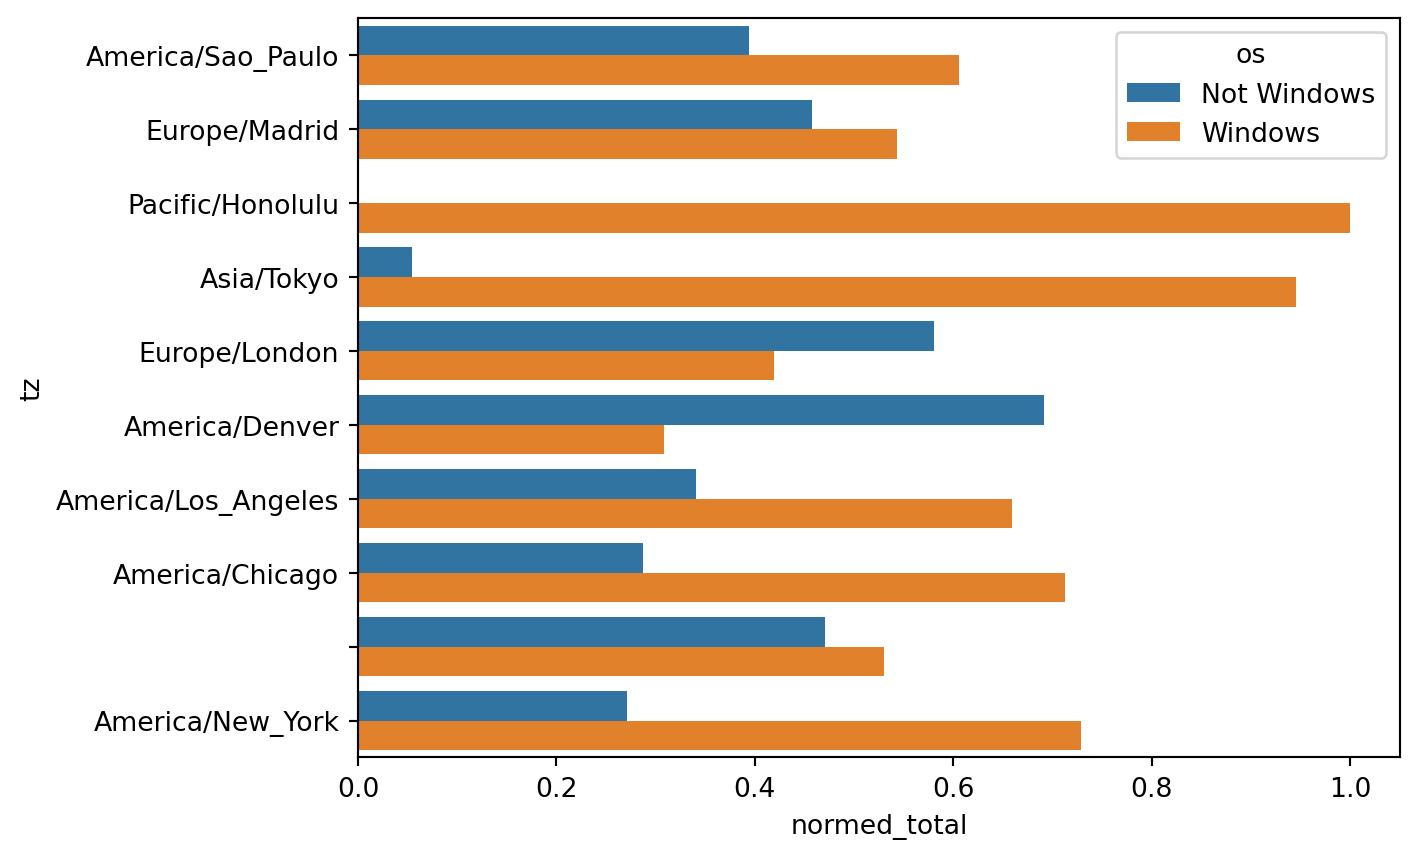 America/Sao_Paulo
Europe/Madrid
Pacific/Honolulu
Asia/Tokyo
Europe/London
America/Denver
America/Los_Angeles
America/Chicago
America/New_York
tz
os
Not Windows
Windows
0.0 0.2 0.4 0.6 0.8 1.0
normed_total